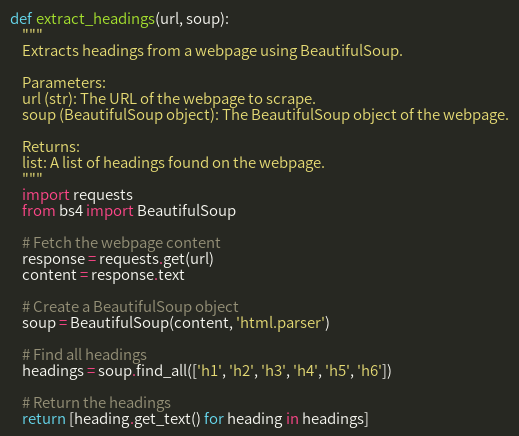 def extract_headings(url, soup):
    """
    Extracts headings from a webpage using BeautifulSoup.

    Parameters:
    url (str): The URL of the webpage to scrape.
    soup (BeautifulSoup object): The BeautifulSoup object of the webpage.

    Returns:
    list: A list of headings found on the webpage.
    """
    import requests
    from bs4 import BeautifulSoup

    # Fetch the webpage content
    response = requests.get(url)
    content = response.text

    # Create a BeautifulSoup object
    soup = BeautifulSoup(content, 'html.parser')

    # Find all headings
    headings = soup.find_all(['h1', 'h2', 'h3', 'h4', 'h5', 'h6'])

    # Return the headings
    return [heading.get_text() for heading in headings]